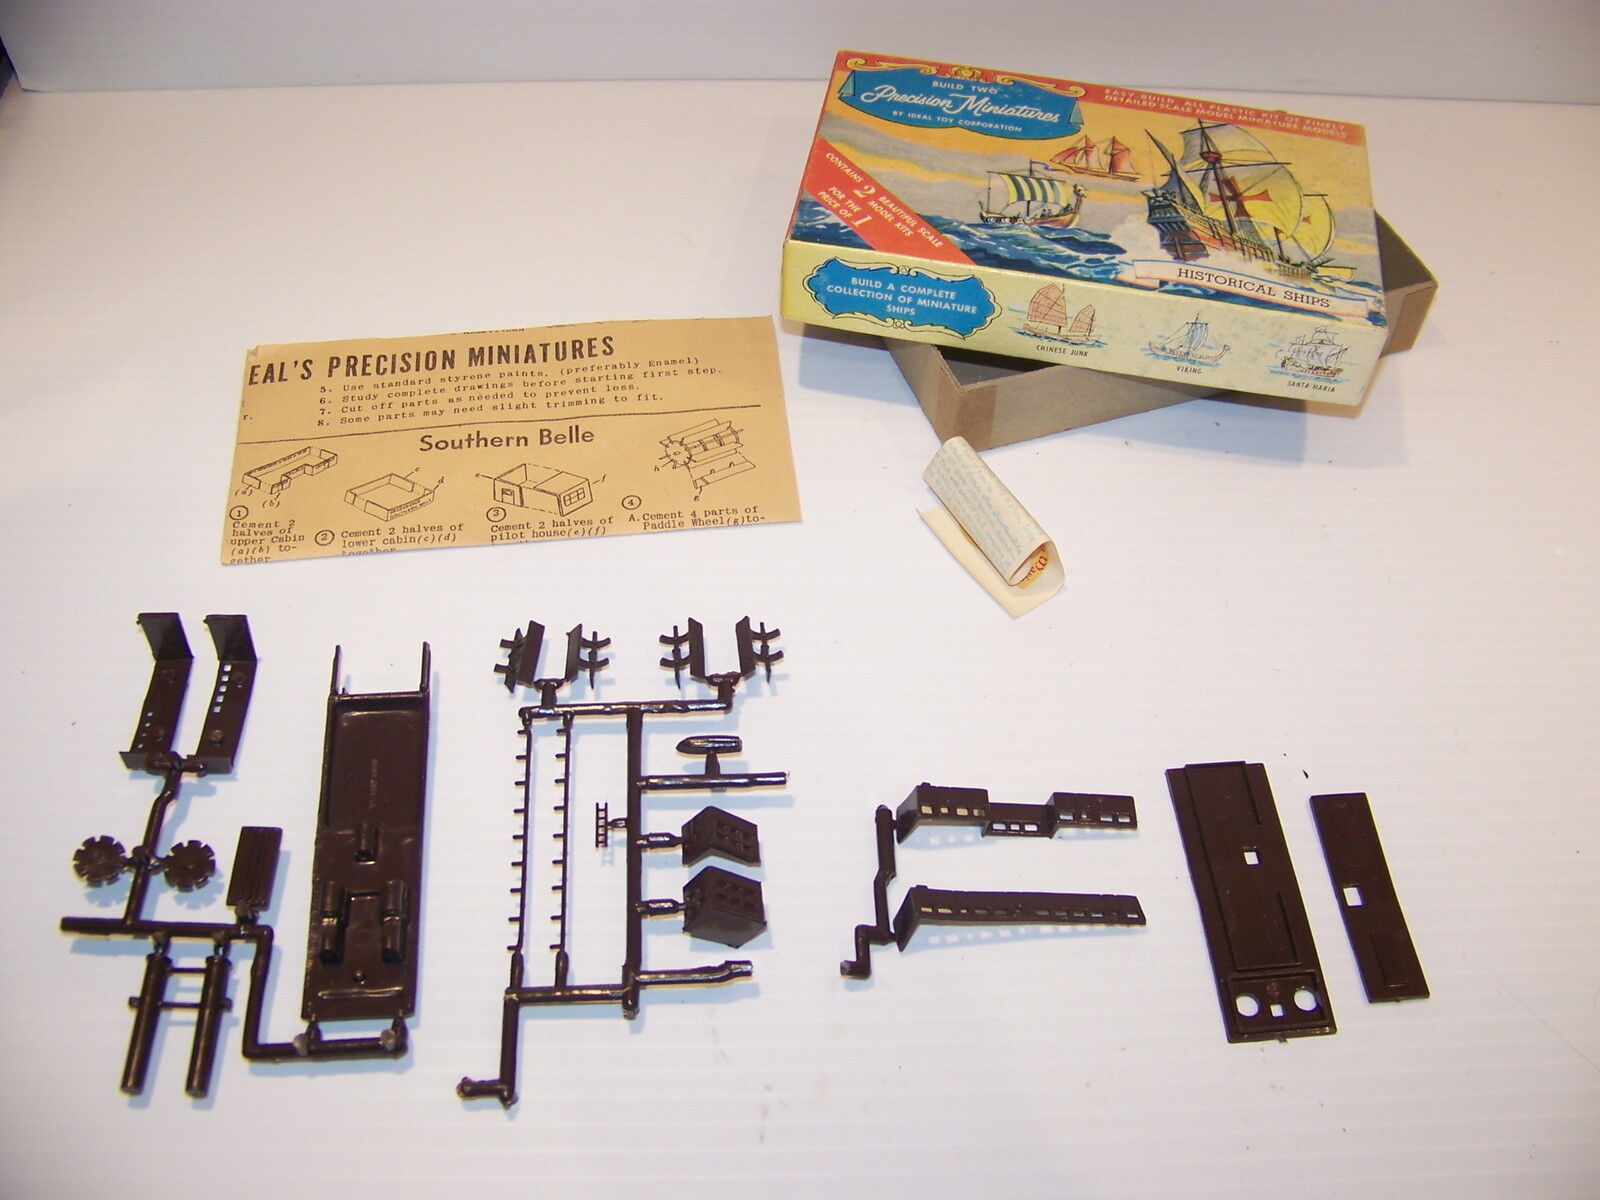 BUILD TWO
Precision Miniatures
BY IDEAL TOY CORPORATION
EASY-BUILD, ALL PLASTIC KIT OF FINELY
DETAILED SCALE MODEL MINIATURE MODELS
CONTAINS 2 BEAUTIFUL SCALE
MODEL KITS
FOR THE
PRICE OF 1
HISTORICAL SHIPS
BUILD A COMPLETE
COLLECTION OF MINIATURE
SHIPS
CHINESE JUNK
VIKING
SANTA MARIA
EAL'S PRECISION MINIATURES
5. Use standard styrene paints, (preferably Enamel)
6. Study complete drawings before starting first step.
7. Cut off parts as needed to prevent loss.
r.
8. Some parts may need slight trimming to fit.
Southern Belle
(a)
(b)
c
d
e
f
h
g
1
Cement 2
halves of
upper Cabin
(a)(b) to-
gether
2 Cement 2 halves of
lower cabin(c)(d)
together
3
Cement 2 halves of
pilot house(e)(f)
4
A. Cement 4 parts of
Paddle Wheel(g)to-